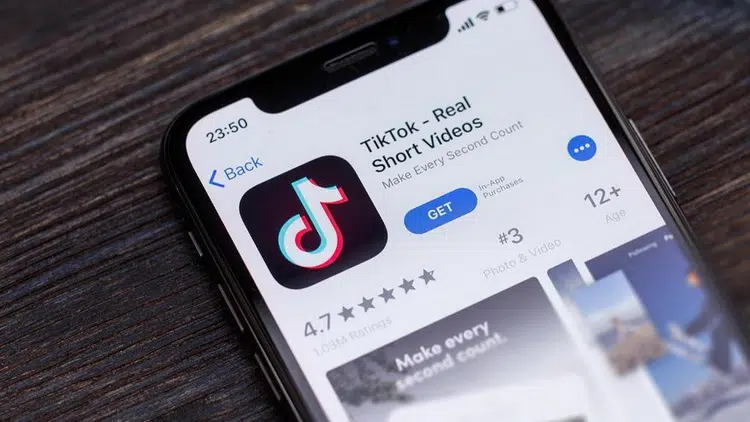 23:50
Back
TikTok - Real
Short Videos
Make Every Second Count
GET
In-App
Purchases
4.7
1.03M Ratings
#3
Photo & Video
12+
Age
Make every
second count.
Following